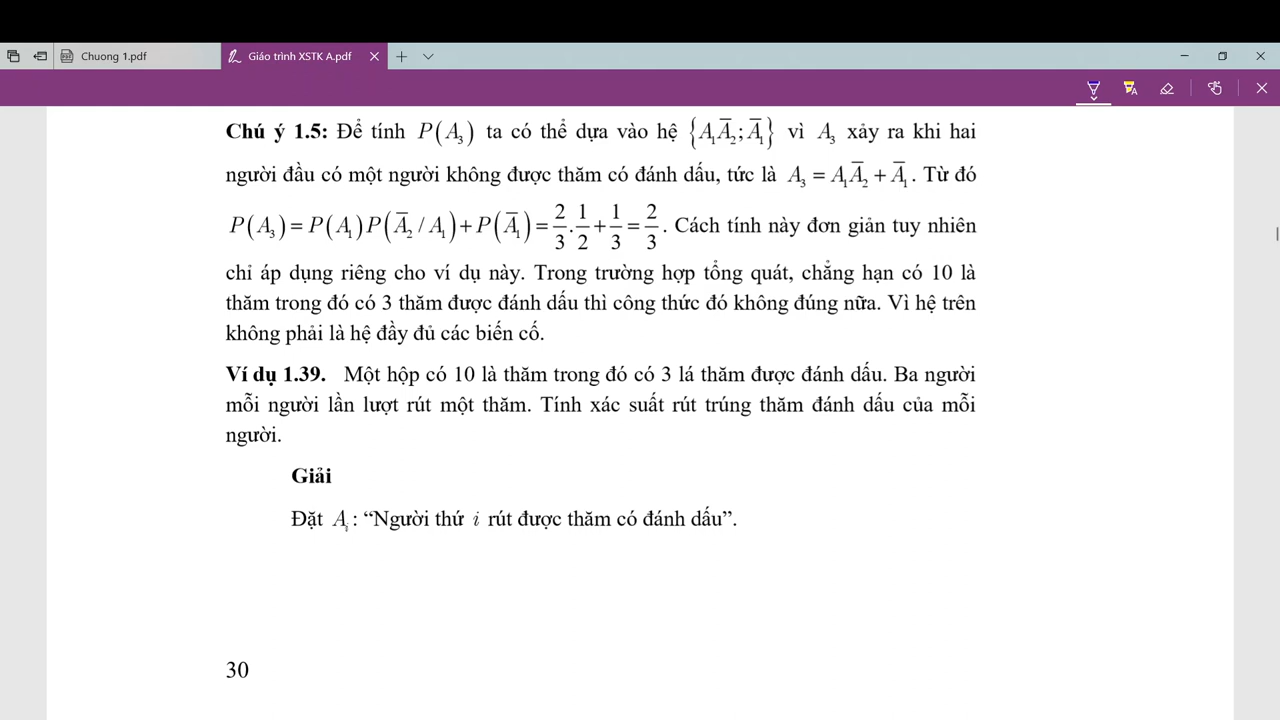 Chuong 1.pdf
Giáo trình XSTK A.pdf
Chú ý 1.5: Để tính P(A₃) ta có thể dựa vào hệ {A₁A̅₂; A̅₁} vì A₃ xảy ra khi hai
người đầu có một người không được thăm có đánh dấu, tức là A₃ = A₁A̅₂ + A̅₁. Từ đó
P(A₃) = P(A₁)P(A̅₂ / A₁) + P(A̅₁) = 2/3 . 1/2 + 1/3 = 2/3. Cách tính này đơn giản tuy nhiên
chỉ áp dụng riêng cho ví dụ này. Trong trường hợp tổng quát, chẳng hạn có 10 là
thăm trong đó có 3 thăm được đánh dấu thì công thức đó không đúng nữa. Vì hệ trên
không phải là hệ đầy đủ các biến cố.
Ví dụ 1.39. Một hộp có 10 là thăm trong đó có 3 lá thăm được đánh dấu. Ba người
mỗi người lần lượt rút một thăm. Tính xác suất rút trúng thăm đánh dấu của mỗi
người.
Giải
Đặt Aᵢ: “Người thứ i rút được thăm có đánh dấu”.
30